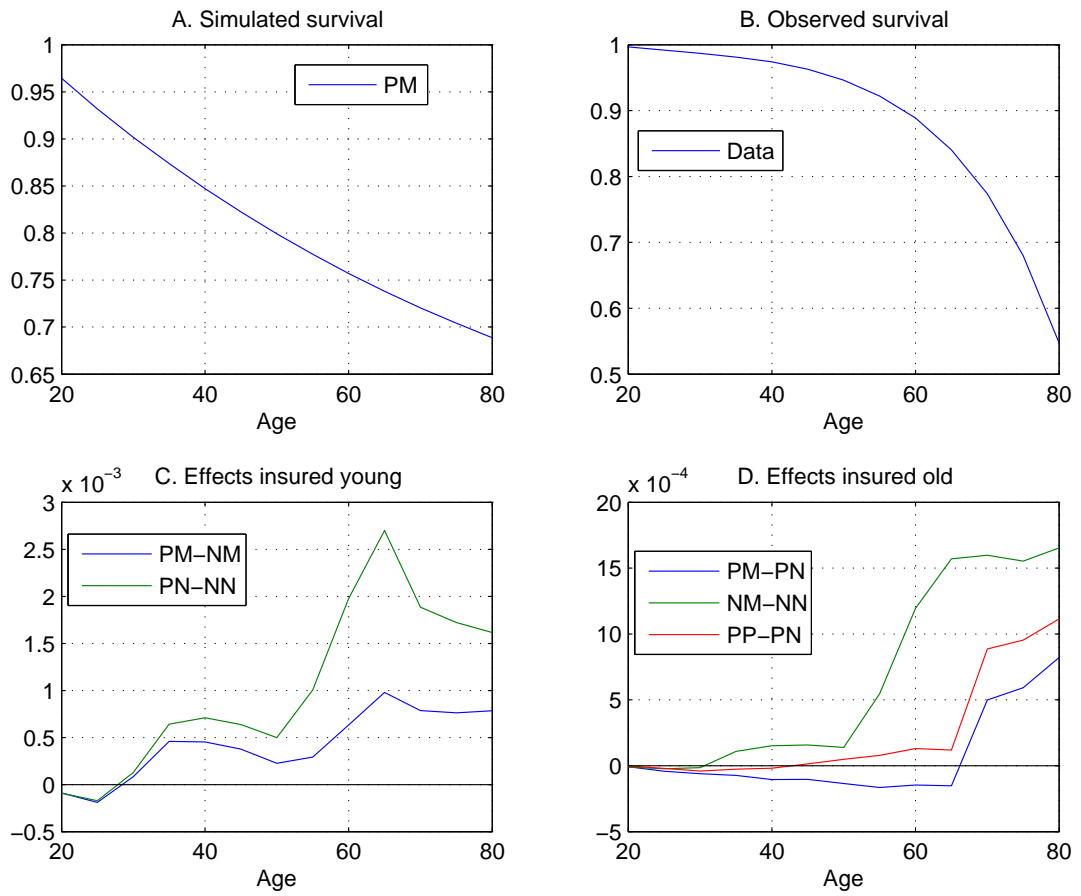 A. Simulated survival
1
0.95
0.9
0.85
0.8
0.75
0.7
0.65
20 40 60 80
Age
PM
B. Observed survival
1
0.9
0.8
0.7
0.6
0.5
20 40 60 80
Age
Data
x 10−3 C. Effects insured young
3
2.5
2
1.5
1
0.5
0
−0.5
20 40 60 80
Age
PM−NM
PN−NN
x 10−4 D. Effects insured old
20
15
10
5
0
−5
20 40 60 80
Age
PM−PN
NM−NN
PP−PN